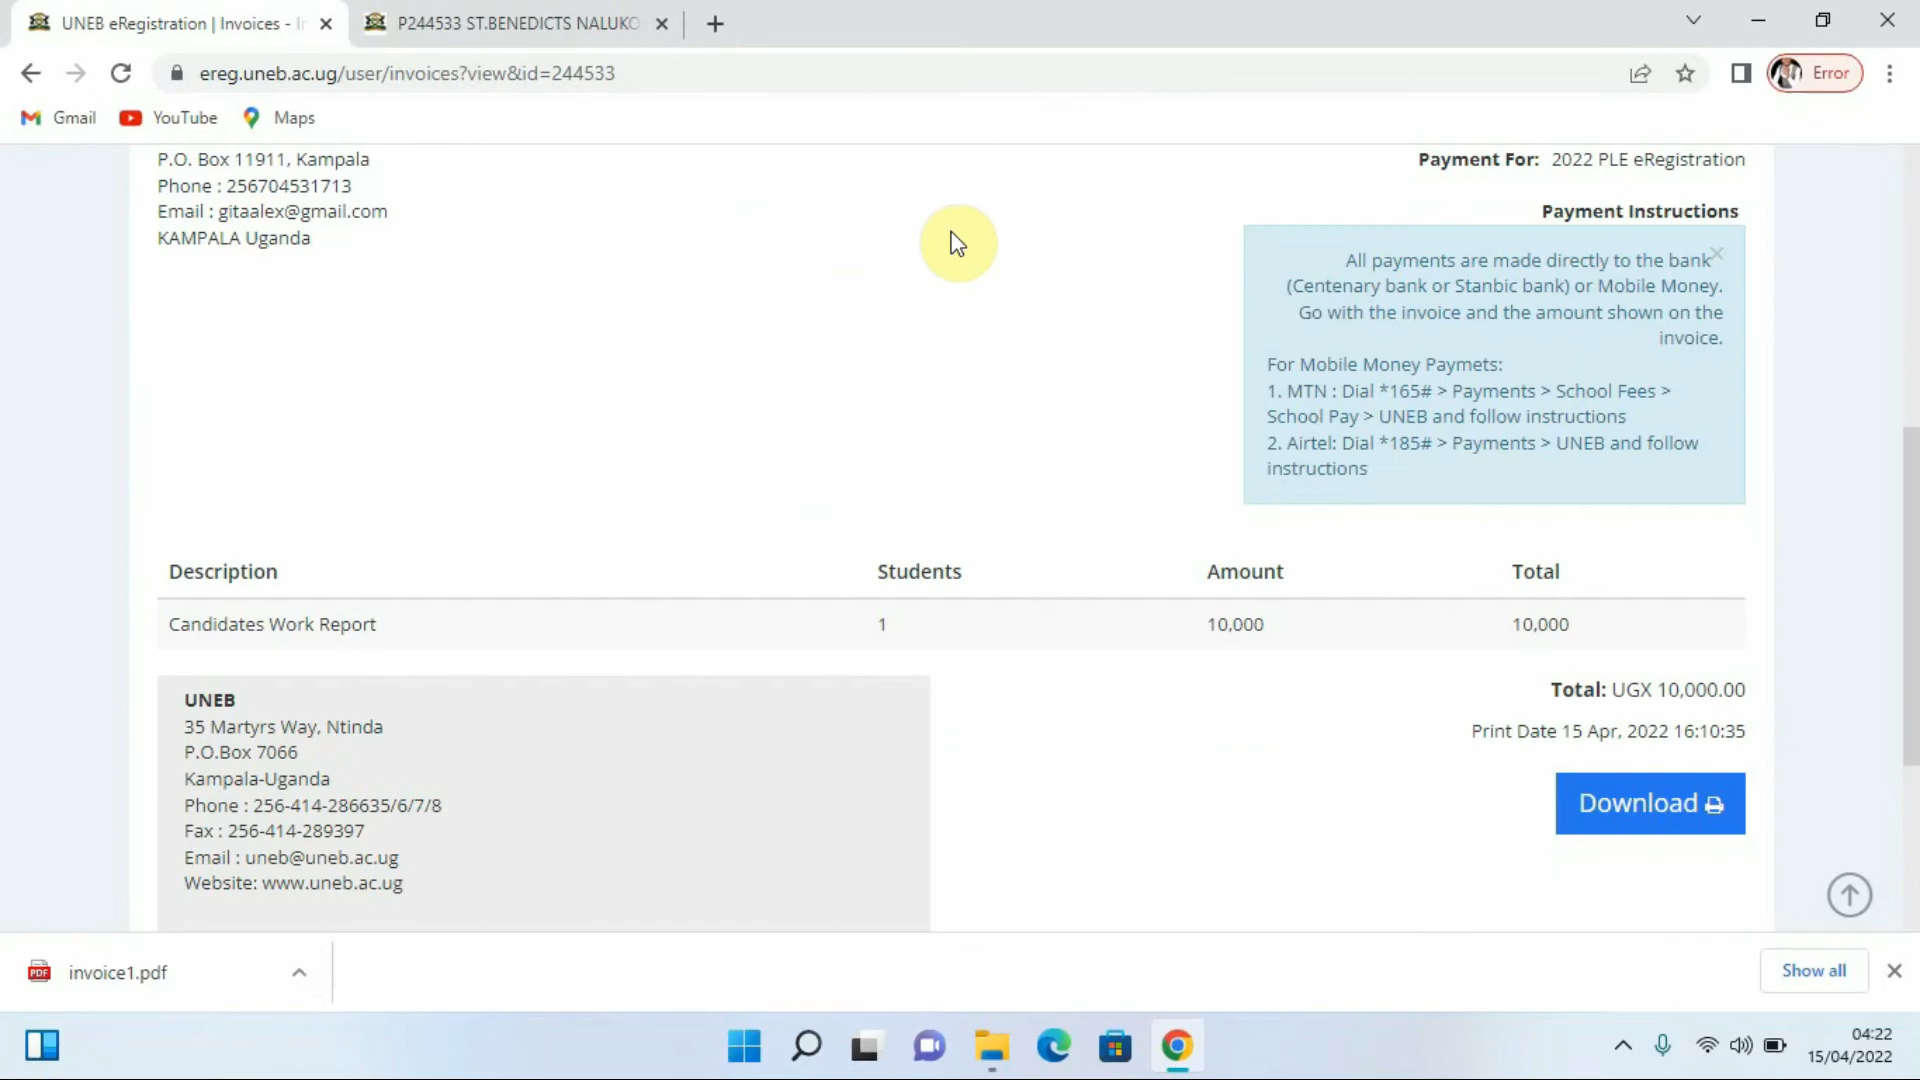 UNEB eRegistration | Invoices -
P244533 ST.BENEDICTS NALUKO
ereg.uneb.ac.ug/user/invoices?view&id=244533
Error
Gmail
YouTube
Maps
P.O. Box 11911, Kampala
Phone : 256704531713
Email : gitaalex@gmail.com
KAMPALA Uganda
Payment For: 2022 PLE eRegistration
Payment Instructions
All payments are made directly to the bank
(Centenary bank or Stanbic bank) or Mobile Money.
Go with the invoice and the amount shown on the
invoice.
For Mobile Money Paymets:
1. MTN : Dial *165# > Payments > School Fees >
School Pay > UNEB and follow instructions
2. Airtel: Dial *185# > Payments > UNEB and follow
instructions
Description Students Amount Total
Candidates Work Report 1 10,000 10,000
UNEB
35 Martyrs Way, Ntinda
P.O.Box 7066
Kampala-Uganda
Phone : 256-414-286635/6/7/8
Fax : 256-414-289397
Email : uneb@uneb.ac.ug
Website: www.uneb.ac.ug
Total: UGX 10,000.00
Print Date 15 Apr, 2022 16:10:35
Download
PDF
invoice1.pdf
Show all
04:22
15/04/2022